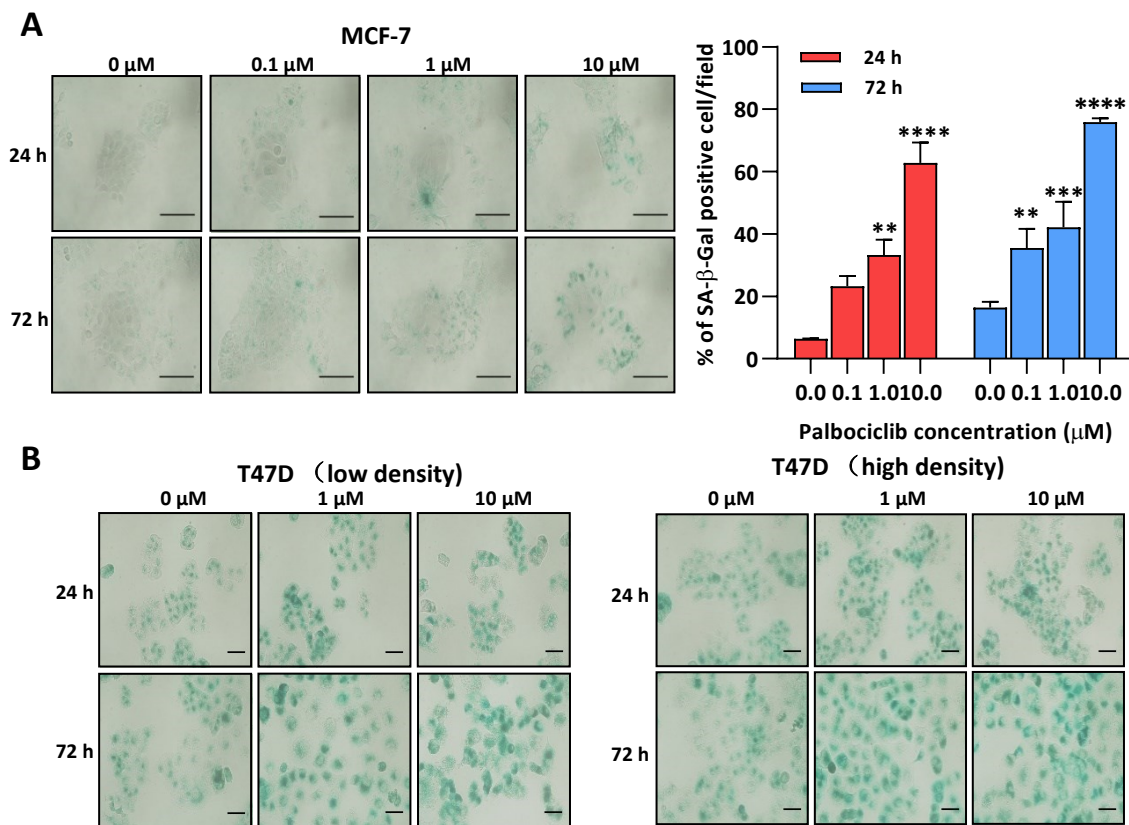 A
MCF-7
0 µM 0.1 µM 1 µM 10 µM
24 h
72 h
100
80
60
40
20
0
% of SA-β-Gal positive cell/field
24 h
72 h
**
****
**
***
****
0.0 0.1 1.0 10.0 0.0 0.1 1.0 10.0
Palbociclib concentration (µM)
B
T47D （low density)
0 µM 1 µM 10 µM
24 h
72 h
T47D （high density)
0 µM 1 µM 10 µM
24 h
72 h